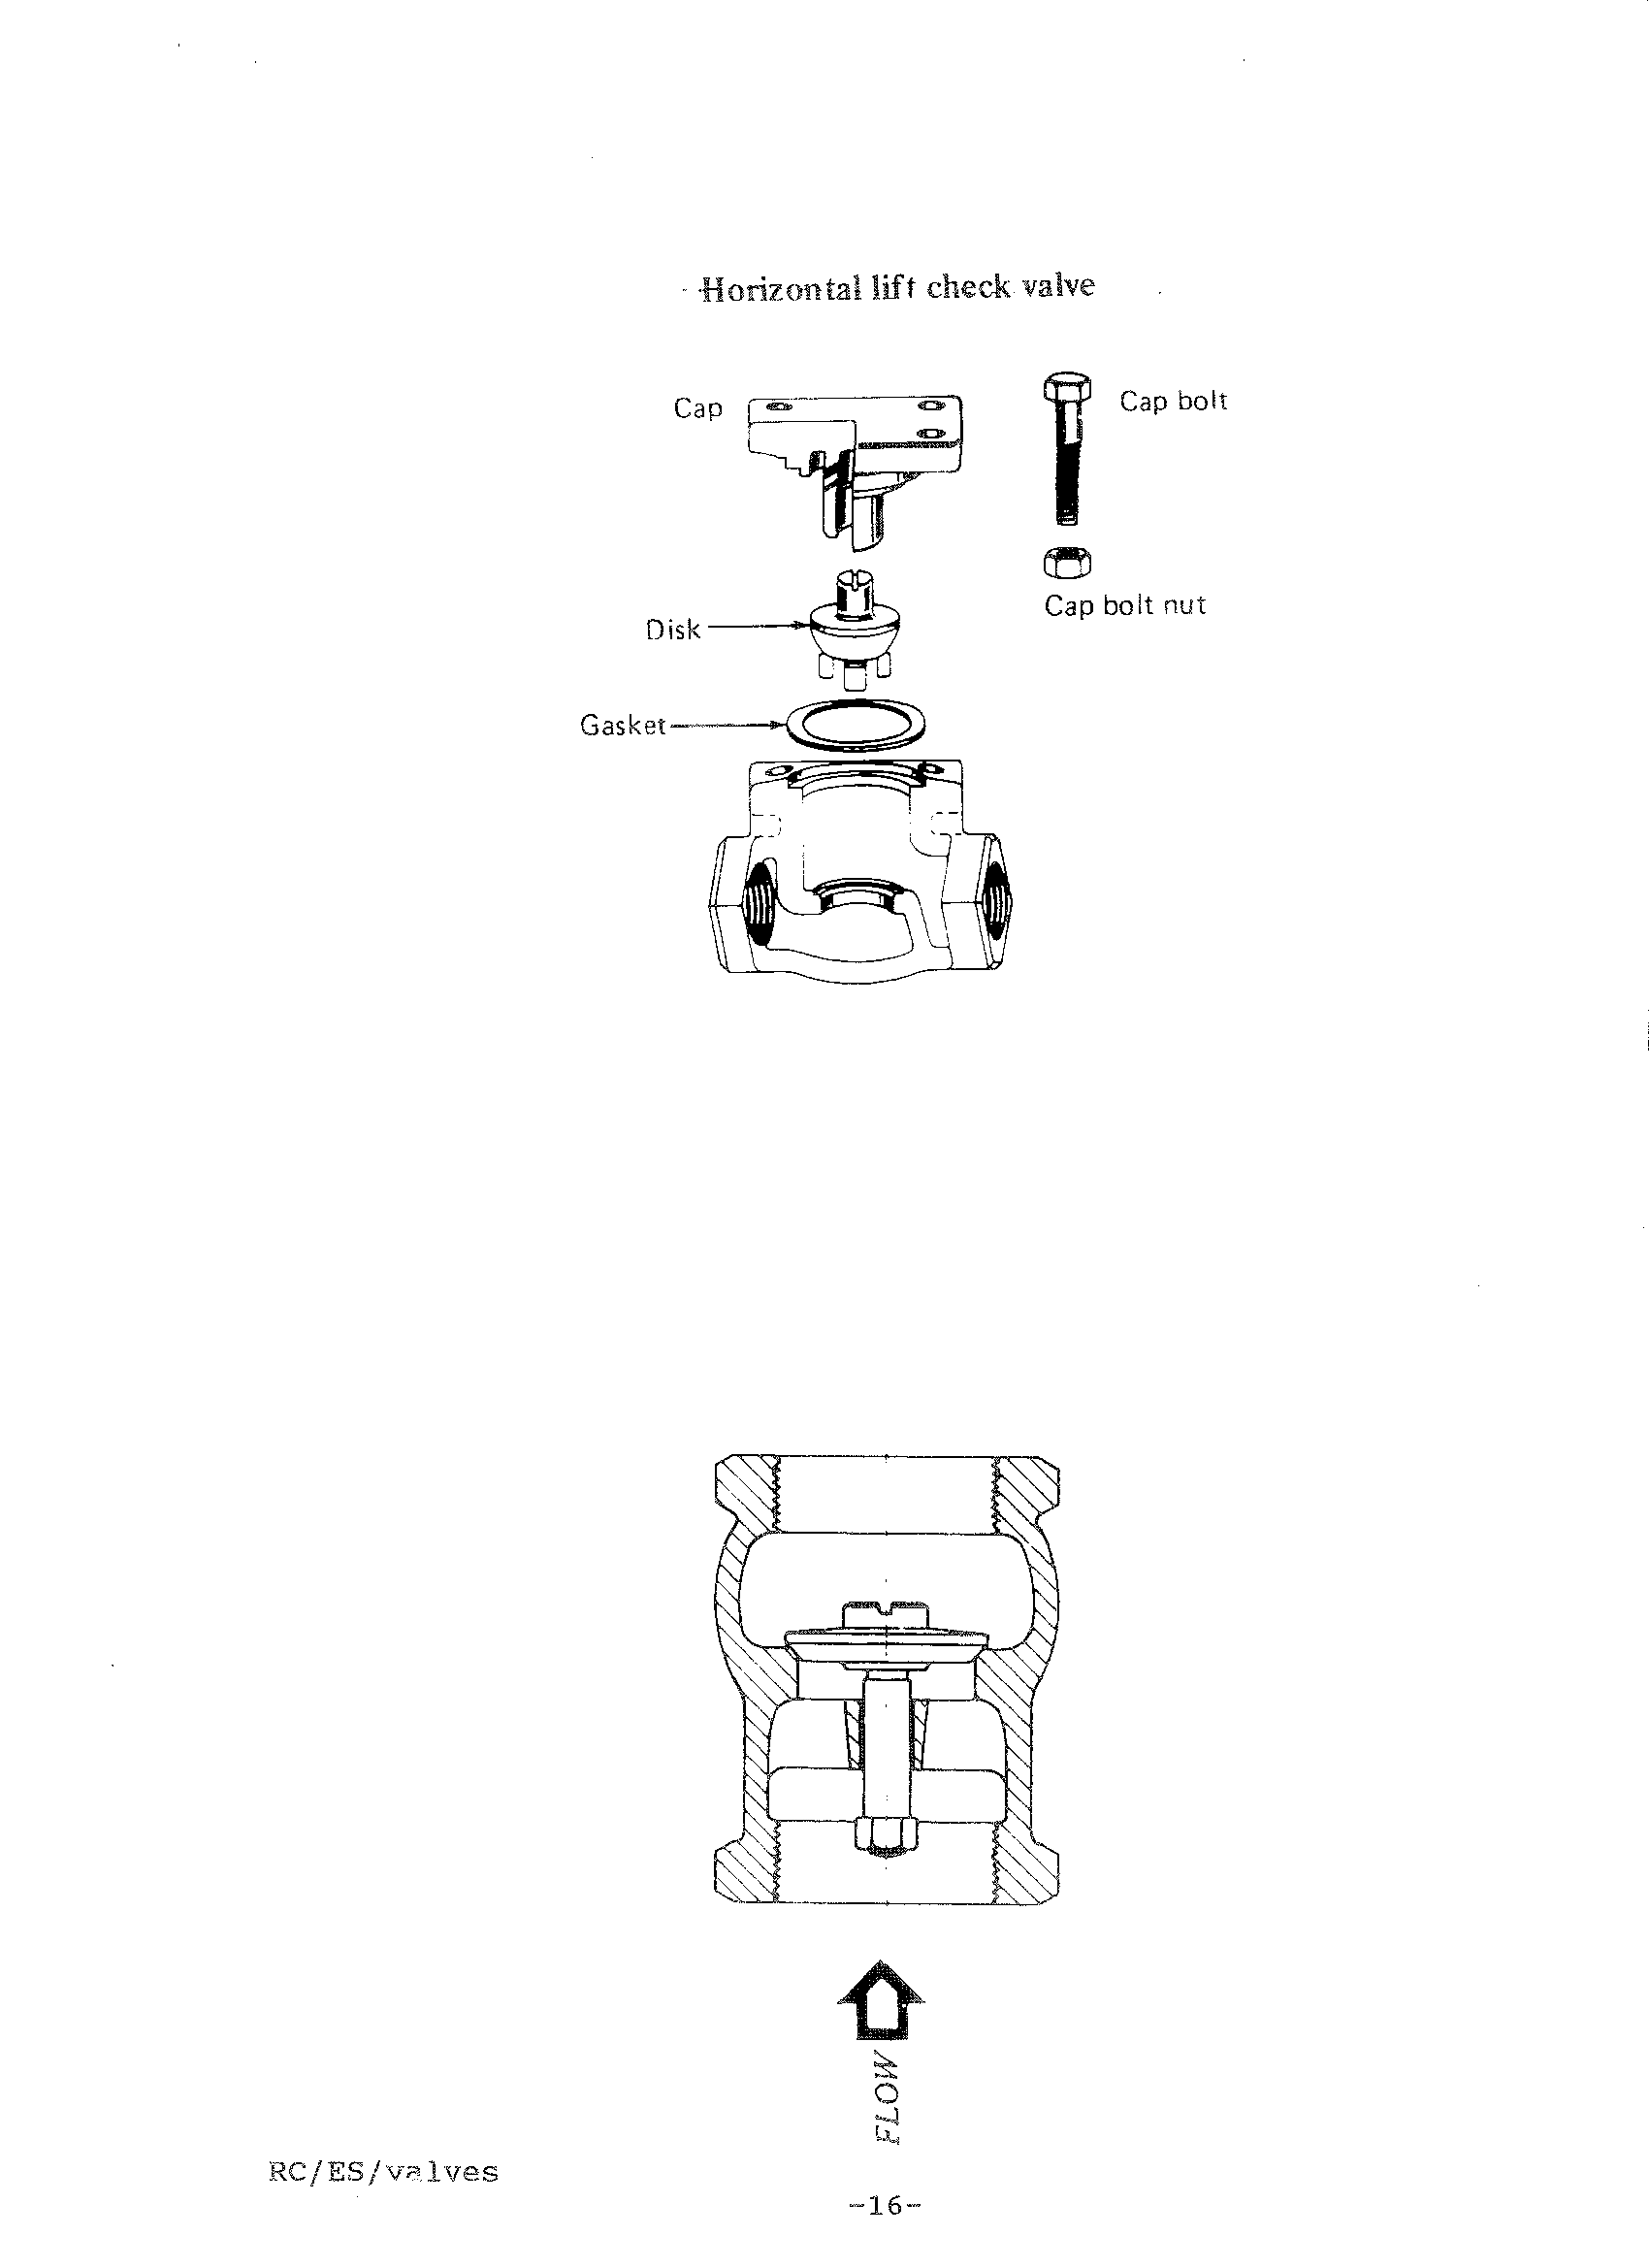 Horizontal lift check valve
Cap
Cap bolt
Cap bolt nut
Disk
Gasket
FLOW
RC/ES/valves
-16-